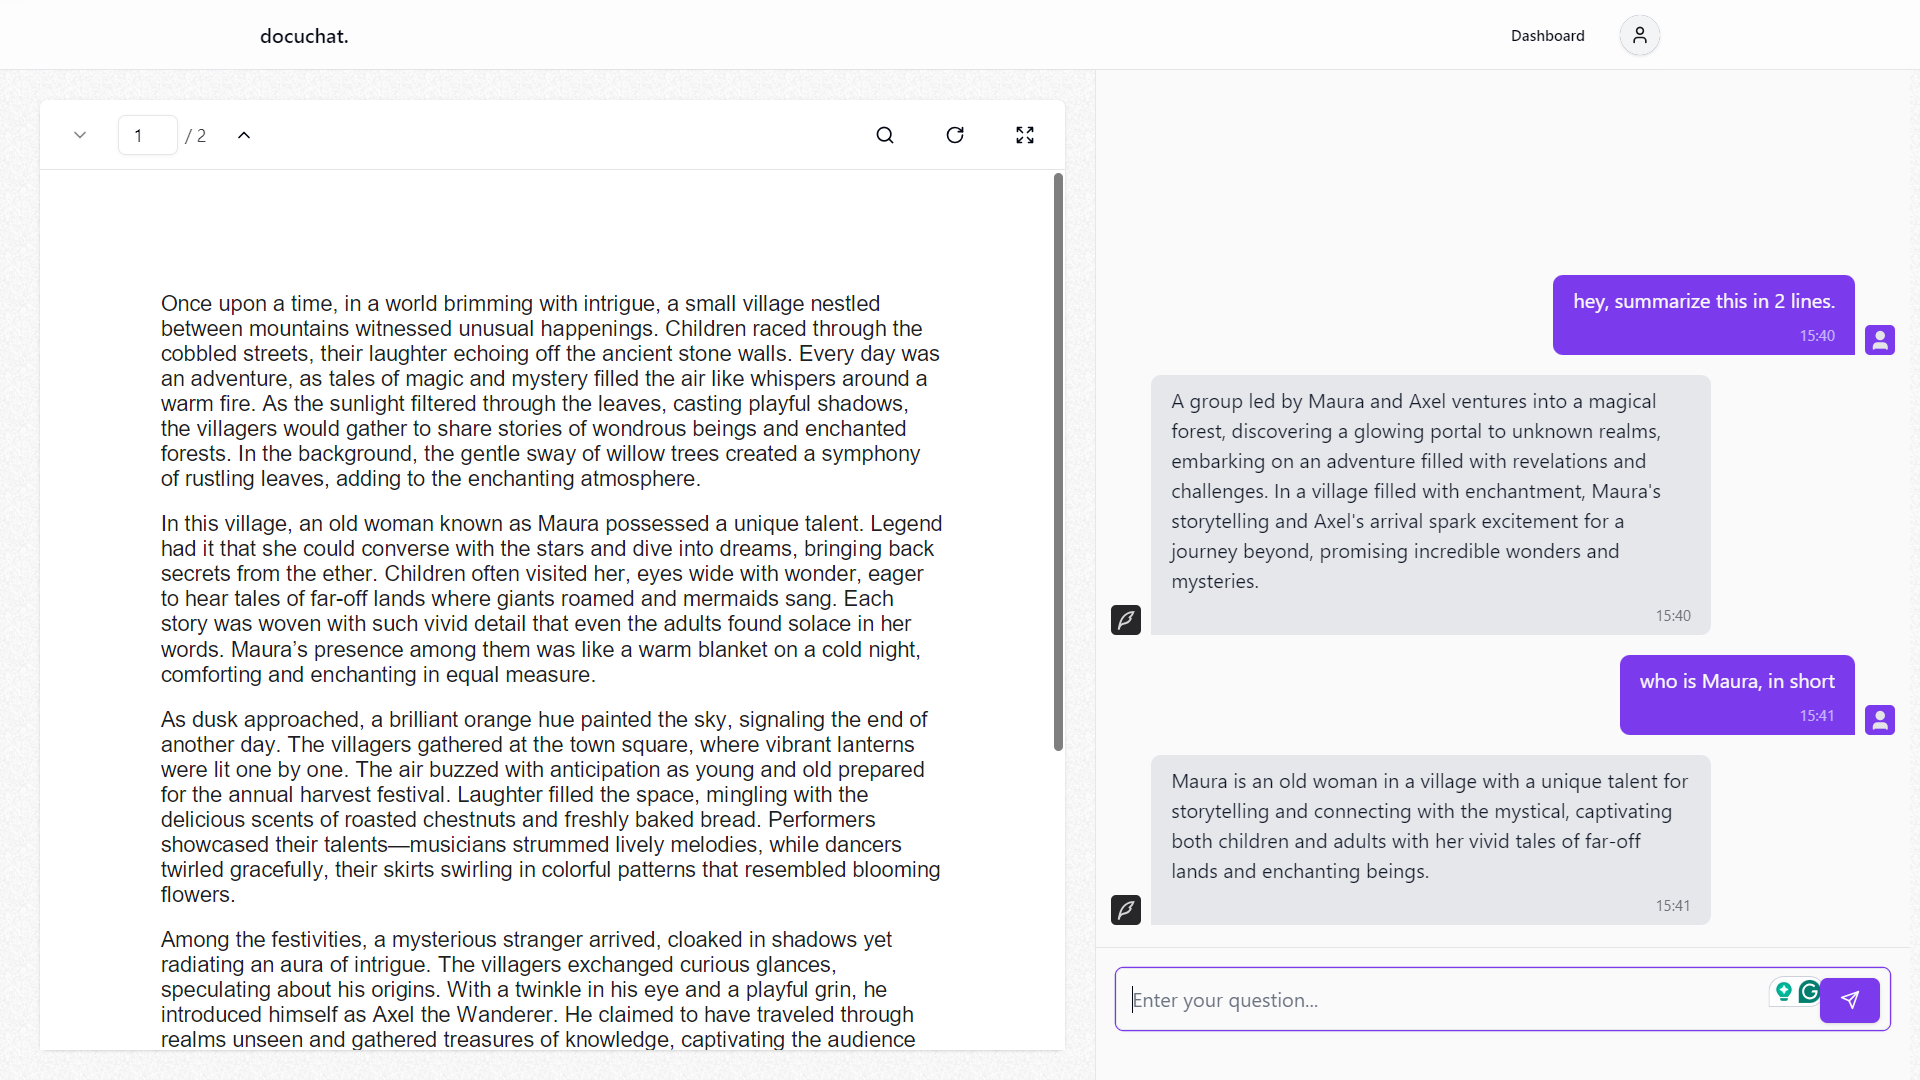 docuchat.
Dashboard
1 / 2
Once upon a time, in a world brimming with intrigue, a small village nestled
between mountains witnessed unusual happenings. Children raced through the
cobbled streets, their laughter echoing off the ancient stone walls. Every day was
an adventure, as tales of magic and mystery filled the air like whispers around a
warm fire. As the sunlight filtered through the leaves, casting playful shadows,
the villagers would gather to share stories of wondrous beings and enchanted
forests. In the background, the gentle sway of willow trees created a symphony
of rustling leaves, adding to the enchanting atmosphere.
In this village, an old woman known as Maura possessed a unique talent. Legend
had it that she could converse with the stars and dive into dreams, bringing back
secrets from the ether. Children often visited her, eyes wide with wonder, eager
to hear tales of far-off lands where giants roamed and mermaids sang. Each
story was woven with such vivid detail that even the adults found solace in her
words. Maura’s presence among them was like a warm blanket on a cold night,
comforting and enchanting in equal measure.
As dusk approached, a brilliant orange hue painted the sky, signaling the end of
another day. The villagers gathered at the town square, where vibrant lanterns
were lit one by one. The air buzzed with anticipation as young and old prepared
for the annual harvest festival. Laughter filled the space, mingling with the
delicious scents of roasted chestnuts and freshly baked bread. Performers
showcased their talents—musicians strummed lively melodies, while dancers
twirled gracefully, their skirts swirling in colorful patterns that resembled blooming
flowers.
Among the festivities, a mysterious stranger arrived, cloaked in shadows yet
radiating an aura of intrigue. The villagers exchanged curious glances,
speculating about his origins. With a twinkle in his eye and a playful grin, he
introduced himself as Axel the Wanderer. He claimed to have traveled through
realms unseen and gathered treasures of knowledge, captivating the audience
hey, summarize this in 2 lines.
15:40
A group led by Maura and Axel ventures into a magical
forest, discovering a glowing portal to unknown realms,
embarking on an adventure filled with revelations and
challenges. In a village filled with enchantment, Maura's
storytelling and Axel's arrival spark excitement for a
journey beyond, promising incredible wonders and
mysteries.
15:40
who is Maura, in short
15:41
Maura is an old woman in a village with a unique talent for
storytelling and connecting with the mystical, captivating
both children and adults with her vivid tales of far-off
lands and enchanting beings.
15:41
Enter your question...